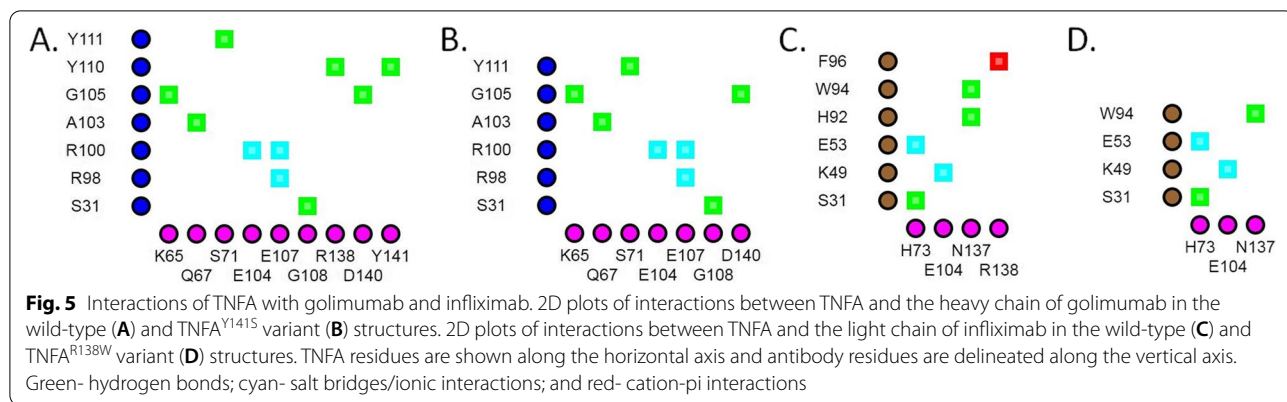 A.
Y111
Y110
G105
A103
R100
R98
S31
K65 S71 E107 R138 Y141
Q67 E104 G108 D140
B.
Y111
G105
A103
R100
R98
S31
K65 S71 E107 D140
Q67 E104 G108
C.
F96
W94
H92
E53
K49
S31
H73 N137
E104 R138
D.
W94
E53
K49
S31
H73 N137
E104
Fig. 5 Interactions of TNFA with golimumab and infliximab. 2D plots of interactions between TNFA and the heavy chain of golimumab in the
wild-type (A) and TNFA^Y141S variant (B) structures. 2D plots of interactions between TNFA and the light chain of infliximab in the wild-type (C) and
TNFA^R138W variant (D) structures. TNFA residues are shown along the horizontal axis and antibody residues are delineated along the vertical axis.
Green- hydrogen bonds; cyan- salt bridges/ionic interactions; and red- cation-pi interactions